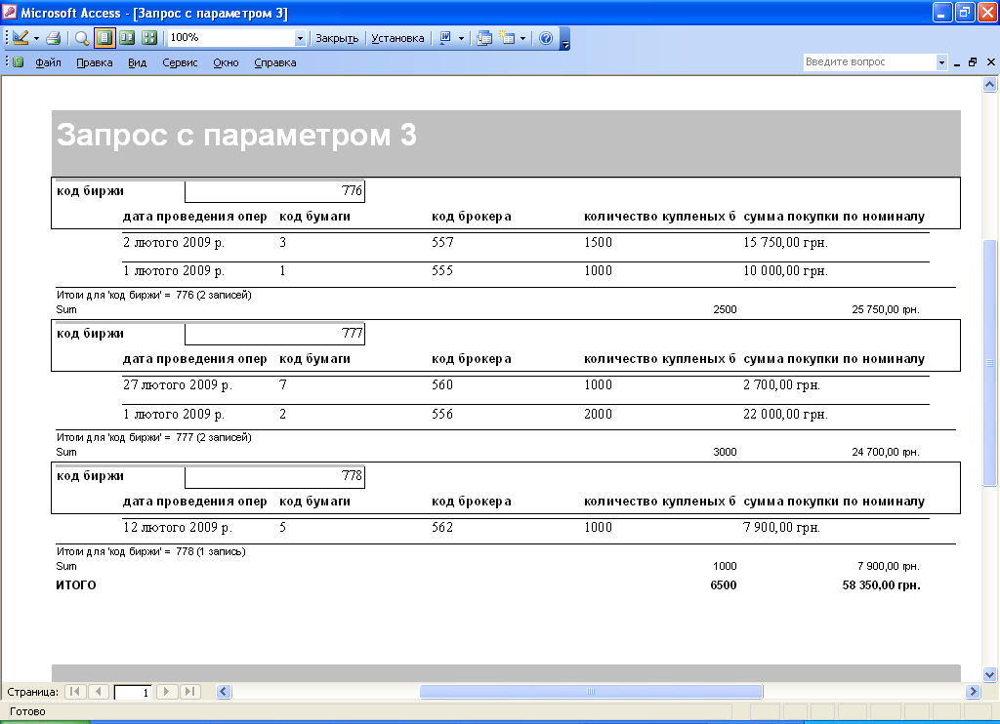 Microsoft Access - [Запрос с параметром 3]
100% Закрыть Установка
Файл Правка Вид Сервис Окно Справка Введите вопрос
Запрос с параметром 3
код биржи 776
дата проведения опер код бумаги код брокера количество купленых б сумма покупки по номиналу
2 лютого 2009 р. 3 557 1500 15 750,00 грн.
1 лютого 2009 р. 1 555 1000 10 000,00 грн.
Итоги для 'код биржи' = 776 (2 записей)
Sum 2500 25 750,00 грн.
код биржи 777
дата проведения опер код бумаги код брокера количество купленых б сумма покупки по номиналу
27 лютого 2009 р. 7 560 1000 2 700,00 грн.
1 лютого 2009 р. 2 556 2000 22 000,00 грн.
Итоги для 'код биржи' = 777 (2 записей)
Sum 3000 24 700,00 грн.
код биржи 778
дата проведения опер код бумаги код брокера количество купленых б сумма покупки по номиналу
12 лютого 2009 р. 5 562 1000 7 900,00 грн.
Итоги для 'код биржи' = 778 (1 запись)
Sum 1000 7 900,00 грн.
ИТОГО 6500 58 350,00 грн.
Страница: 1
Готово